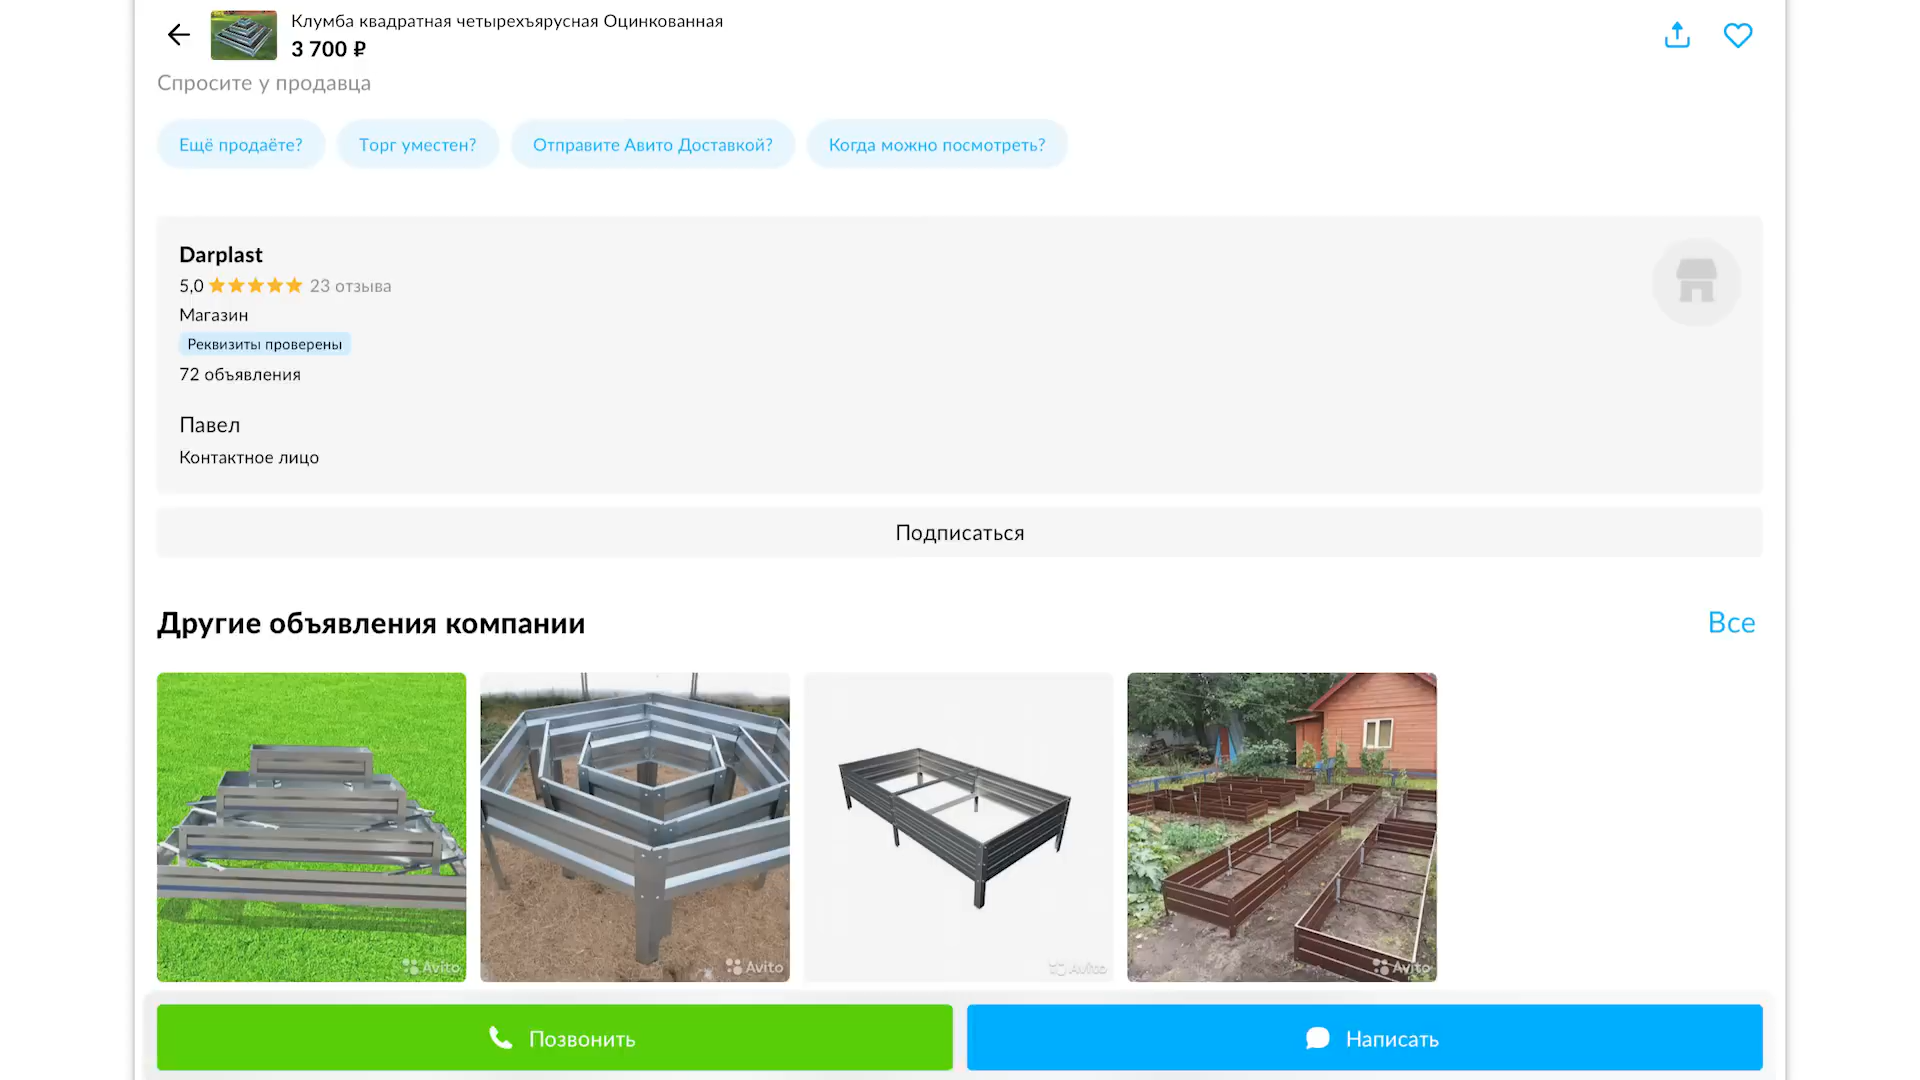 Клумба квадратная четырехъярусная Оцинкованная
3 700 ₽
Спросите у продавца
Ещё продаёте?
Торг уместен?
Отправите Авито Доставкой?
Когда можно посмотреть?
Darplast
5,0 23 отзыва
Магазин
Реквизиты проверены
72 объявления
Павел
Контактное лицо
Подписаться
Другие объявления компании
Все
Avito
Avito
Avito
Avito
Позвонить
Написать